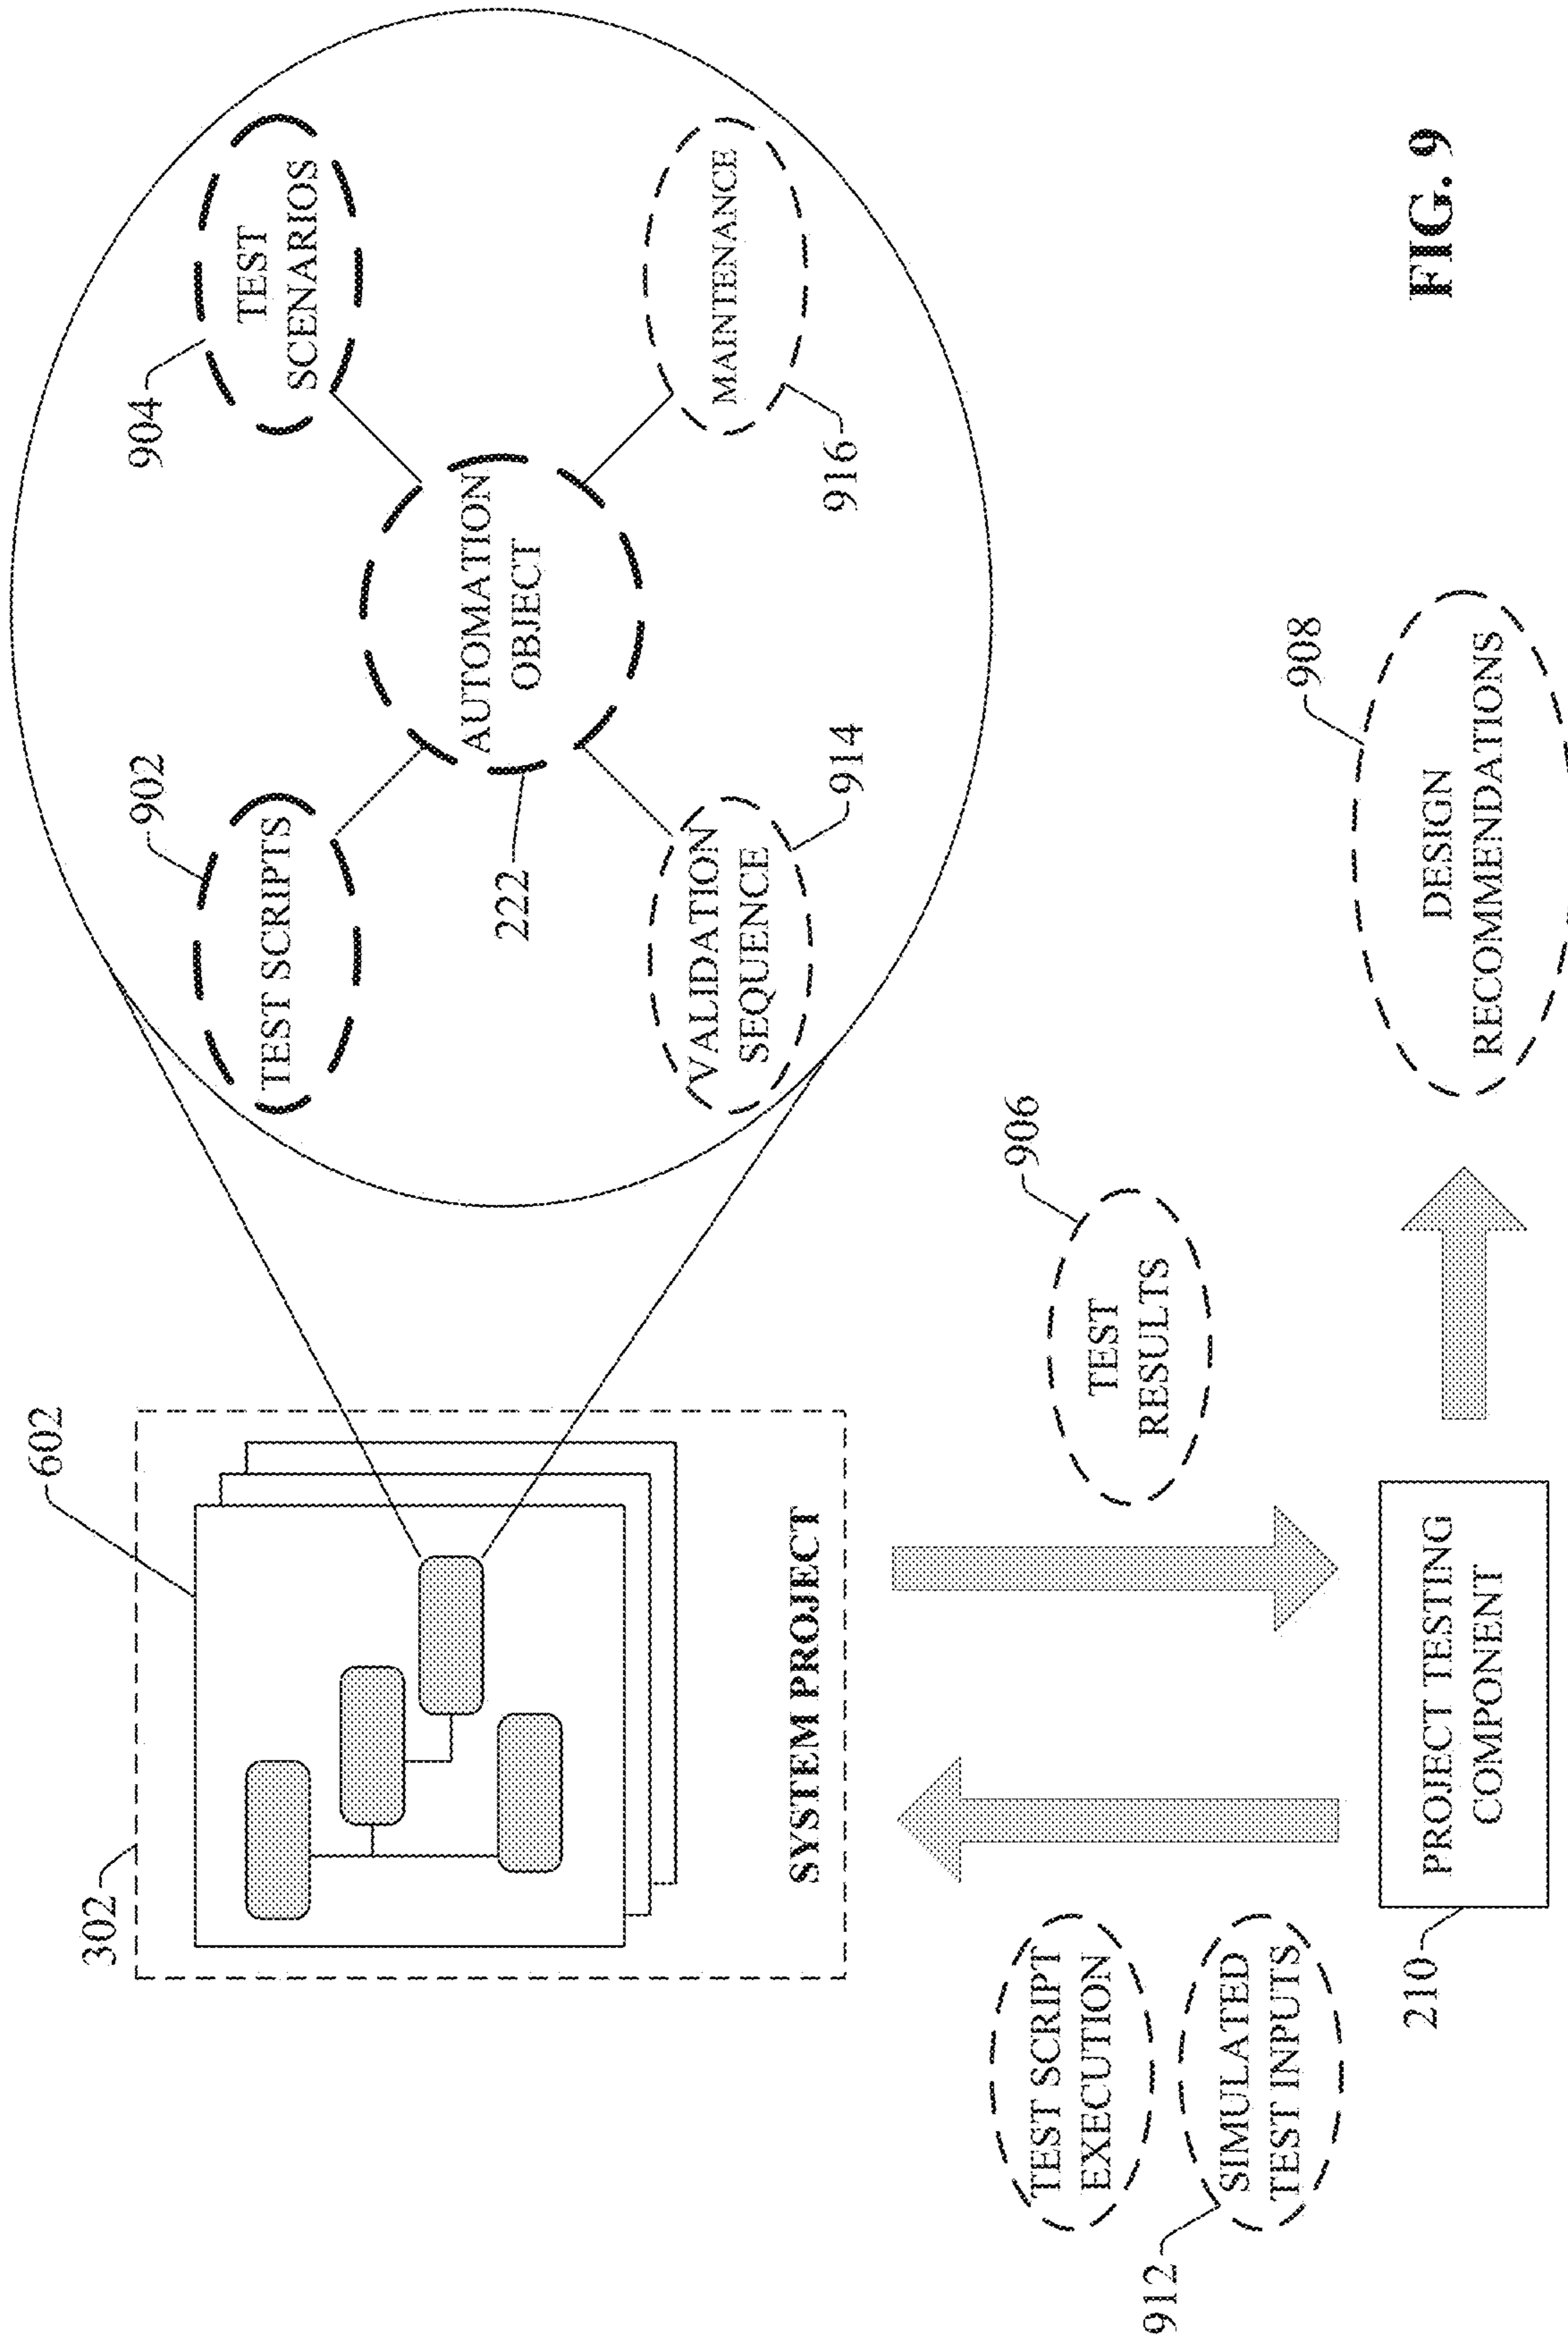 302
602
SYSTEM PROJECT
902
TEST SCRIPTS
904
TEST
SCENARIOS
AUTOMATION
OBJECT
222
VALIDATION
SEQUENCE
914
MAINTENANCE
916
TEST SCRIPT
EXECUTION
SIMULATED
TEST INPUTS
912
TEST
RESULTS
906
PROJECT TESTING
COMPONENT
210
DESIGN
RECOMMENDATIONS
908
FIG. 9